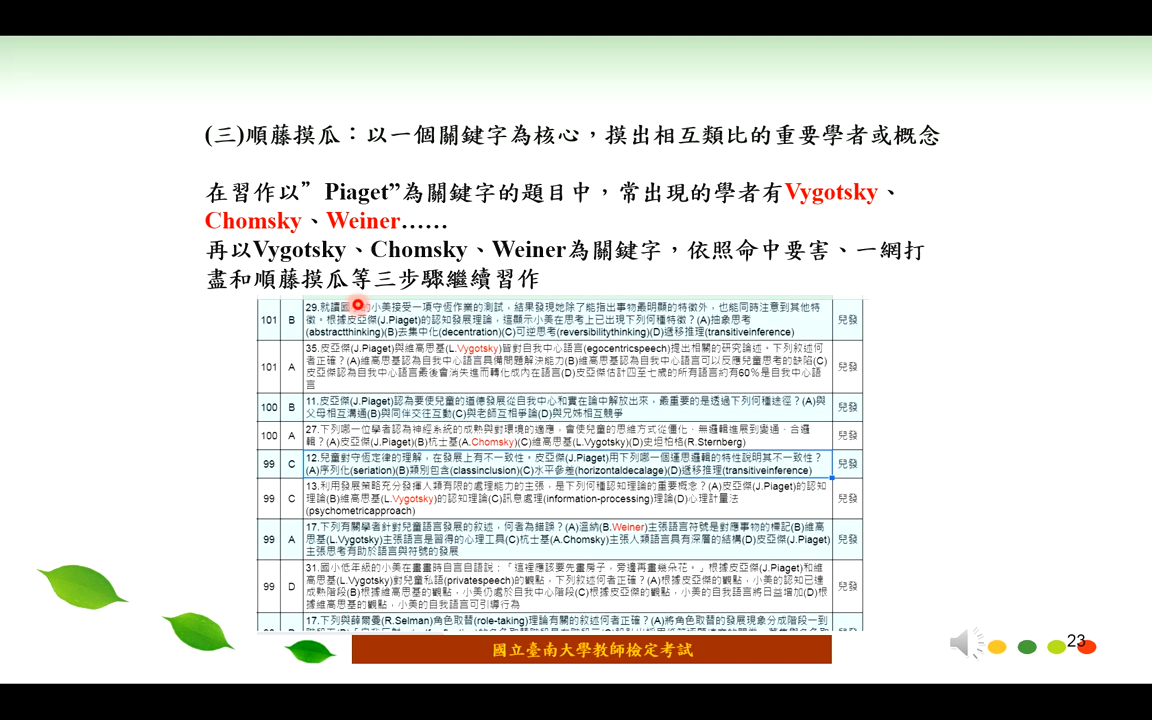 (三)順藤摸瓜：以一個關鍵字為核心，摸出相互類比的重要學者或概念
在習作以”Piaget”為關鍵字的題目中，常出現的學者有Vygotsky、
Chomsky、Weiner……
再以Vygotsky、Chomsky、Weiner為關鍵字，依照命中要害、一網打
盡和順藤摸瓜等三步驟繼續習作
101 B 29.就讀國 的小美接受一項守恆作業的測試，結果發現她除了能指出事物最明顯的特徵外，也能同時注意到其他特 兒發
徵。根據皮亞傑(J.Piaget)的認知發展理論，這顯示小美在思考上已出現下列何種特徵？(A)抽象思考
(abstractthinking)(B)去集中化(decentration)(C)可逆思考(reversibilitythinking)(D)遞移推理(transitiveinference)
101 A 35.皮亞傑(J.Piaget)與維高思基(L.Vygotsky)皆對自我中心語言(egocentricspeech)提出相關的研究論述。下列敘述何 兒發
者正確？(A)維高思基認為自我中心語言具備問題解決能力(B)維高思基認為自我中心語言可以反應兒童思考的缺陷(C)
皮亞傑認為自我中心語言最後會消失進而轉化成內在語言(D)皮亞傑估計四至七歲的所有語言約有60%是自我中心語
言
100 B 11.皮亞傑(J.Piaget)認為要使兒童的道德發展從自我中心和實在論中解放出來，最重要的是透過下列何種途徑？(A)與 兒發
父母相互溝通(B)與同伴交往互動(C)與老師互相爭論(D)與兄姊相互競爭
100 A 27.下列哪一位學者認為神經系統的成熟與對環境的適應，會使兒童的思維方式從僵化、無邏輯進展到變通、合邏 兒發
輯？(A)皮亞傑(J.Piaget)(B)杭士基(A.Chomsky)(C)維高思基(L.Vygotsky)(D)史坦柏格(R.Sternberg)
99 C 12.兒童對守恆定律的理解，在發展上有不一致性。皮亞傑(J.Piaget)用下列哪一個運思邏輯的特性說明其不一致性？ 兒發
(A)序列化(seriation)(B)類別包含(classinclusion)(C)水平參差(horizontaldecalage)(D)遞移推理(transitiveinference)
99 C 13.利用發展策略充分發揮人類有限的處理能力的主張，是下列何種認知理論的重要概念？(A)皮亞傑(J.Piaget)的認知 兒發
理論(B)維高思基(L.Vygotsky)的認知理論(C)訊息處理(information-processing)理論(D)心理計量法
(psychometricapproach)
99 A 17.下列有關學者針對兒童語言發展的敘述，何者為錯誤？(A)溫納(B.Weiner)主張語言符號是對應事物的標記(B)維高 兒發
思基(L.Vygotsky)主張語言是習得的心理工具(C)杭士基(A.Chomsky)主張人類語言具有深層的結構(D)皮亞傑(J.Piaget)
主張思考有助於語言與符號的發展
99 D 31.國小低年級的小美在畫畫時自言自語說：「這裡應該要先畫房子，旁邊再畫幾朵花。」根據皮亞傑(J.Piaget)和維 兒發
高思基(L.Vygotsky)對兒童私語(privatespeech)的觀點，下列敘述何者正確？(A)根據皮亞傑的觀點，小美的認知已達
成熟階段(B)根據維高思基的觀點，小美仍處於自我中心階段(C)根據皮亞傑的觀點，小美的自我語言將日益增加(D)根
據維高思基的觀點，小美的自我語言可引導行為
17.下列與薛爾曼(R.Selman)角色取替(role-taking)理論有關的敘述何者正確？(A)將角色取替的發展現象分成階段一到
國立臺南大學教師檢定考試
23